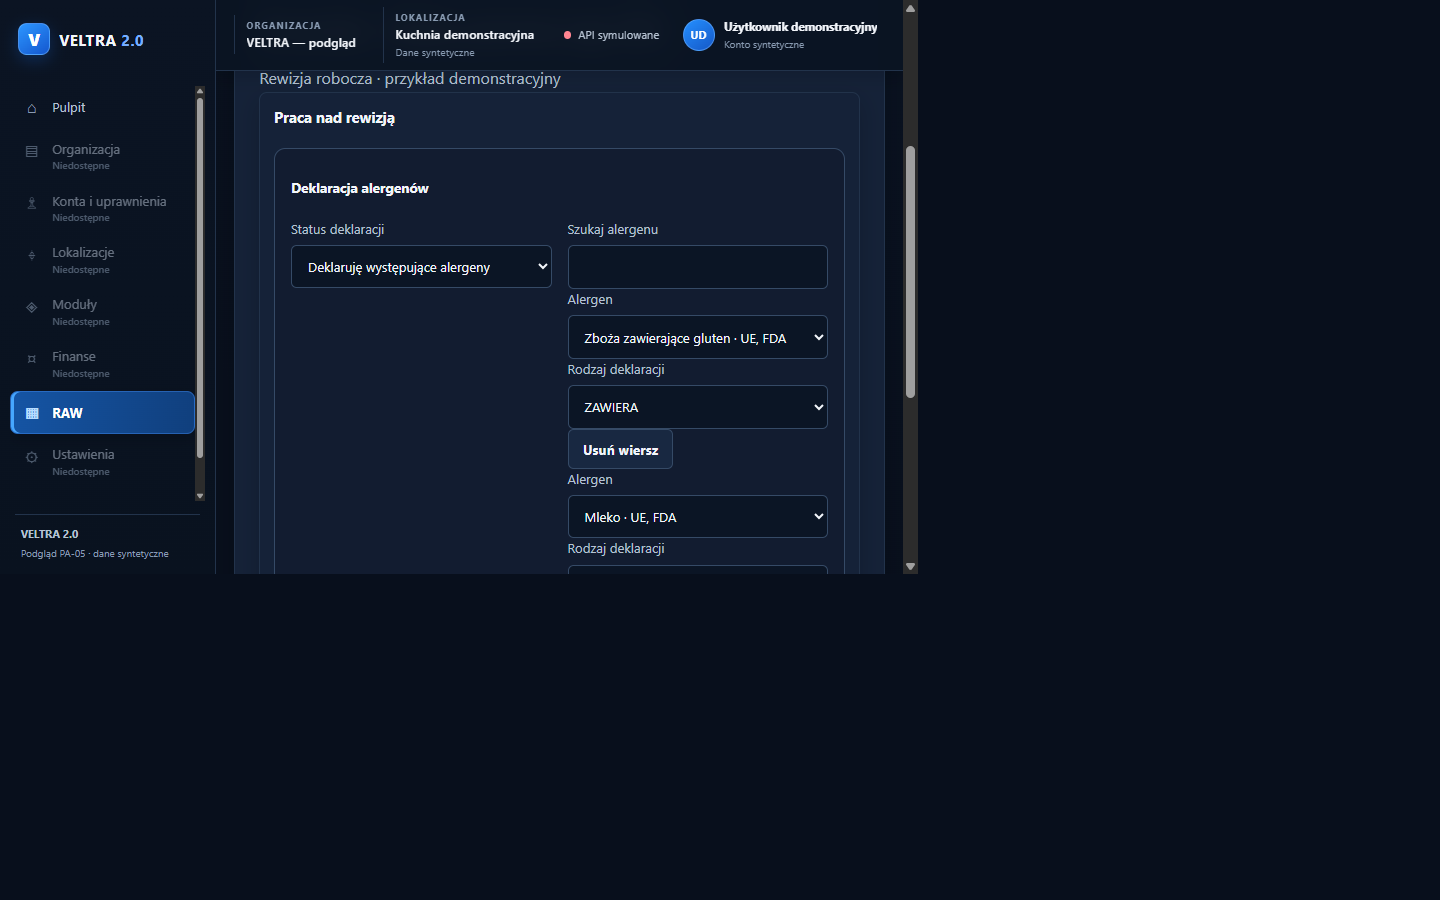 V VELTRA 2.0
Pulpit
Organizacja
Niedostępne
Konta i uprawnienia
Niedostępne
Lokalizacje
Niedostępne
Moduły
Niedostępne
Finanse
Niedostępne
RAW
Ustawienia
Niedostępne
VELTRA 2.0
Podgląd PA-05 · dane syntetyczne
ORGANIZACJA
VELTRA — podgląd
LOKALIZACJA
Kuchnia demonstracyjna
Dane syntetyczne
API symulowane
UD
Użytkownik demonstracyjny
Konto syntetyczne
Rewizja robocza · przykład demonstracyjny
Praca nad rewizją
Deklaracja alergenów
Status deklaracji
Deklaruję występujące alergeny
Szukaj alergenu
Alergen
Zboża zawierające gluten · UE, FDA
Rodzaj deklaracji
ZAWIERA
Usuń wiersz
Alergen
Mleko · UE, FDA
Rodzaj deklaracji